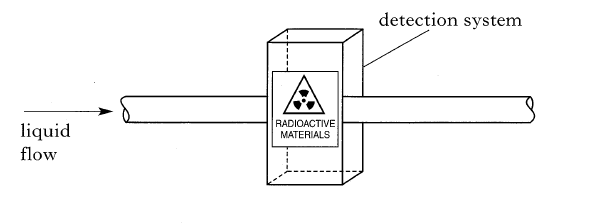 detection system
RADIOACTIVE
MATERIALS
liquid
flow